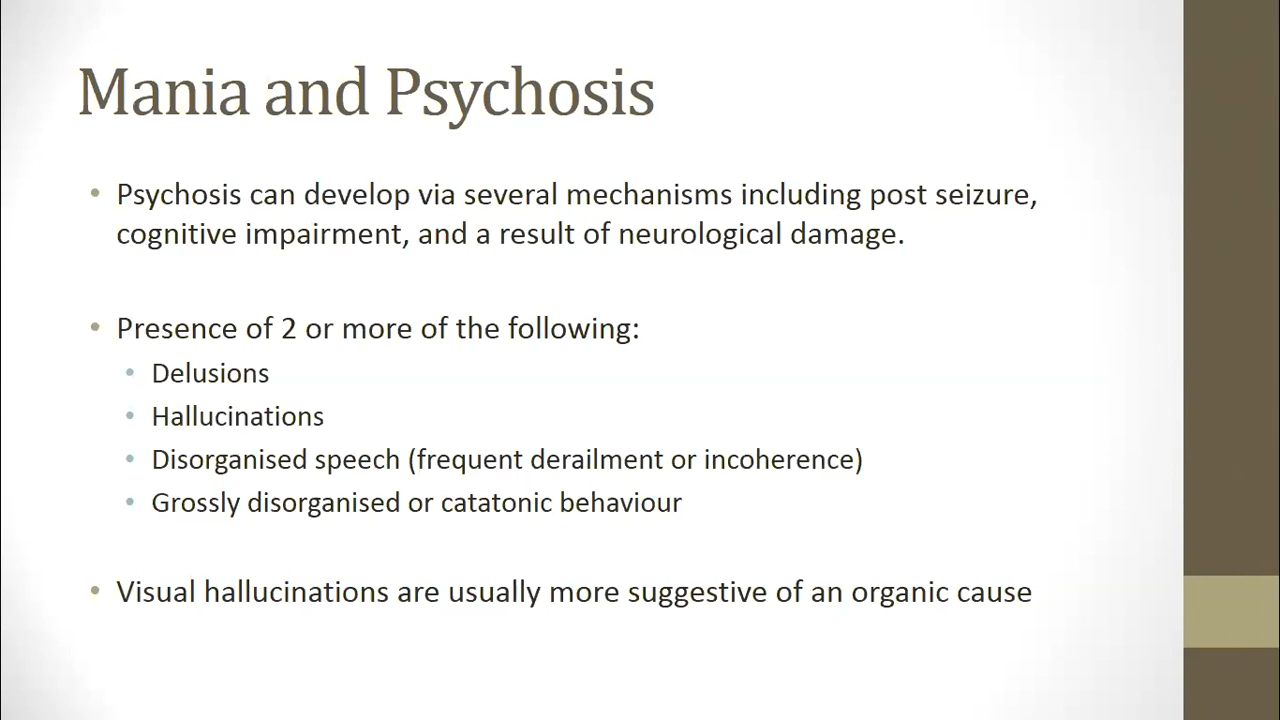 Mania and Psychosis
• Psychosis can develop via several mechanisms including post seizure,
cognitive impairment, and a result of neurological damage.
• Presence of 2 or more of the following:
• Delusions
• Hallucinations
• Disorganised speech (frequent derailment or incoherence)
• Grossly disorganised or catatonic behaviour
• Visual hallucinations are usually more suggestive of an organic cause